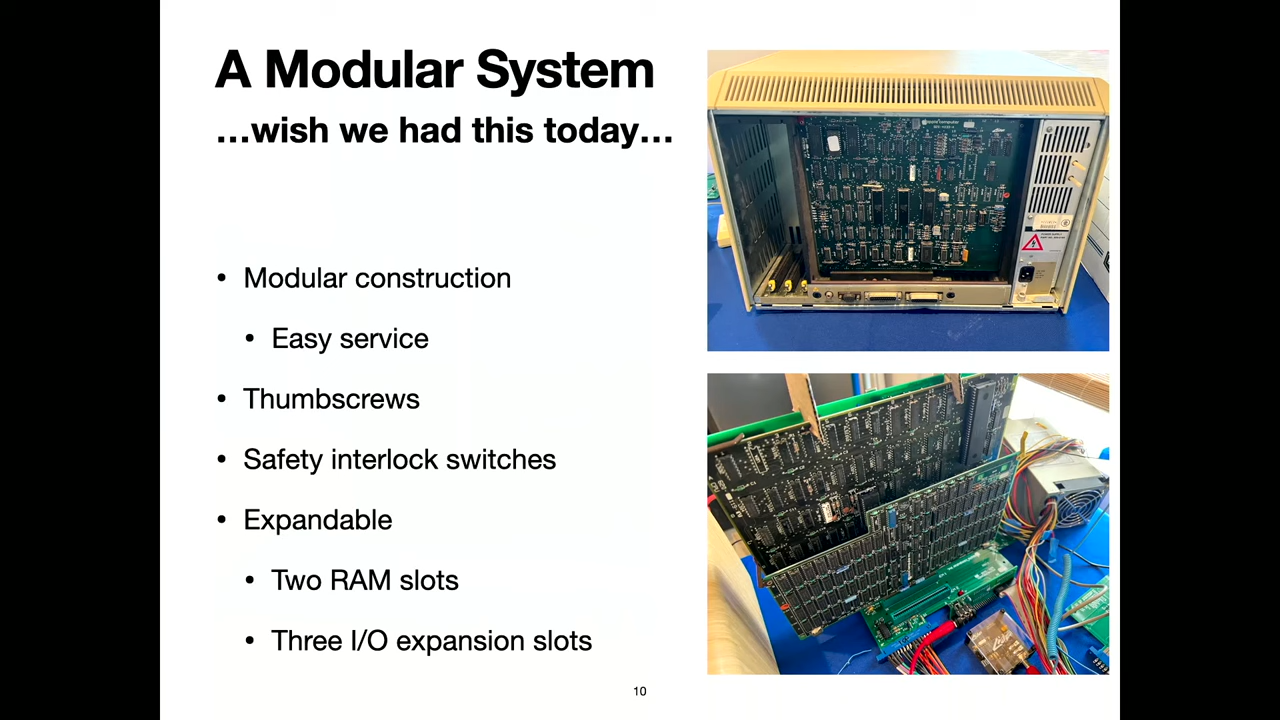 A Modular System
...wish we had this today...
• Modular construction
• Easy service
• Thumbscrews
• Safety interlock switches
• Expandable
• Two RAM slots
• Three I/O expansion slots
10